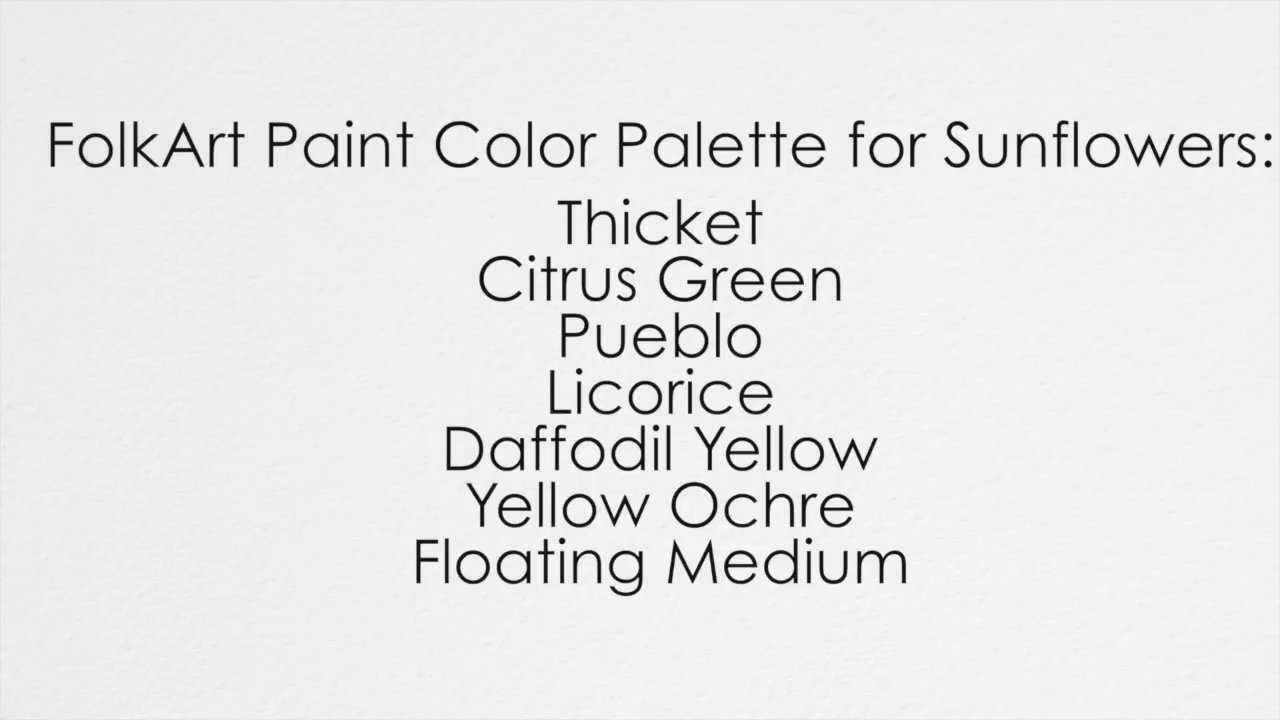 FolkArt Paint Color Palette for Sunflowers:
Thicket
Citrus Green
Pueblo
Licorice
Daffodil Yellow
Yellow Ochre
Floating Medium